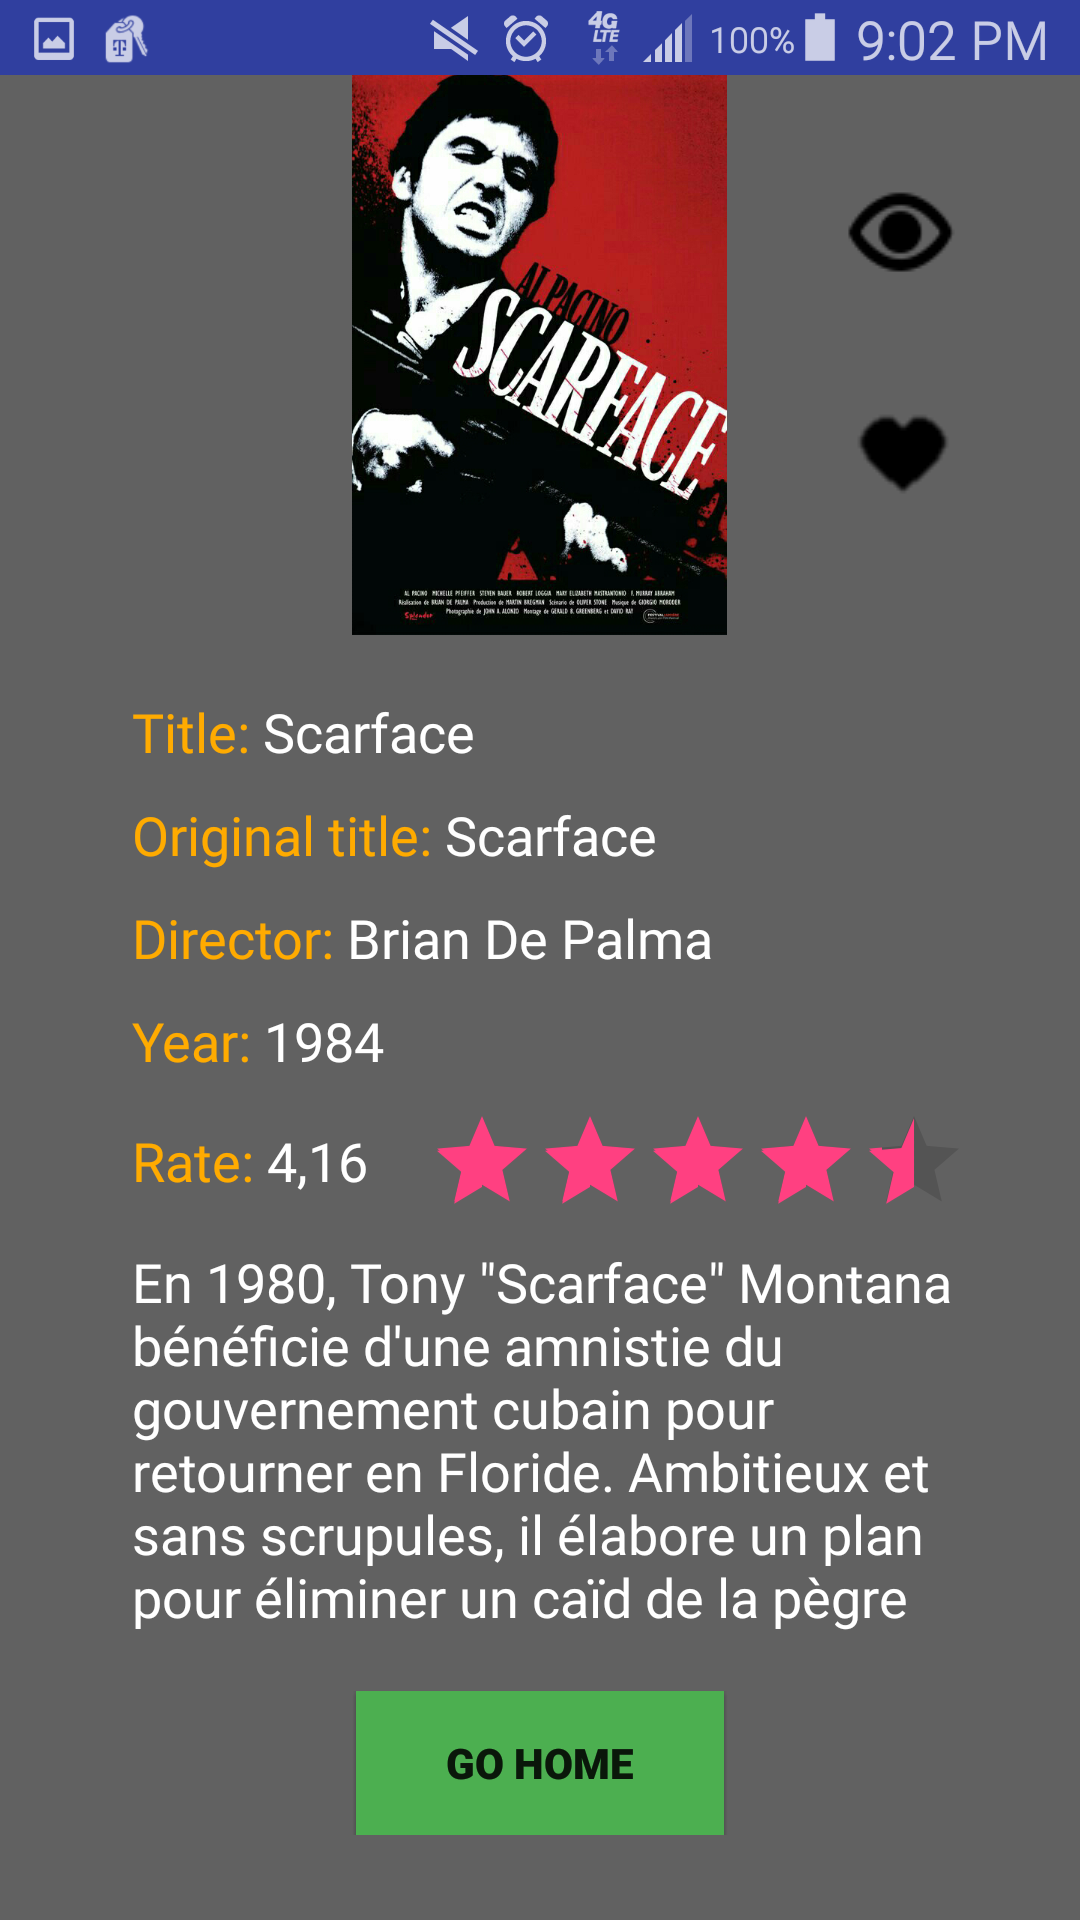 100% 9:02 PM
4G
LTE
T
AL PACINO
SCARFACE
AL PACINO MICHELLE PFEIFFER STEVEN BAUER ROBERT LOGGIA MARY ELIZABETH MASTRANTONIO F. MURRAY ABRAHAM
Réalisation de BRIAN DE PALMA Production de MARTIN BREGMAN Scénario de OLIVER STONE Musique de GIORGIO MORODER
Photographie de JOHN A. ALONZO Montage de GERALD B. GREENBERG et DAVID RAY
Splendor
Title: Scarface
Original title: Scarface
Director: Brian De Palma
Year: 1984
Rate: 4,16
En 1980, Tony "Scarface" Montana
bénéficie d'une amnistie du
gouvernement cubain pour
retourner en Floride. Ambitieux et
sans scrupules, il élabore un plan
pour éliminer un caïd de la pègre
GO HOME